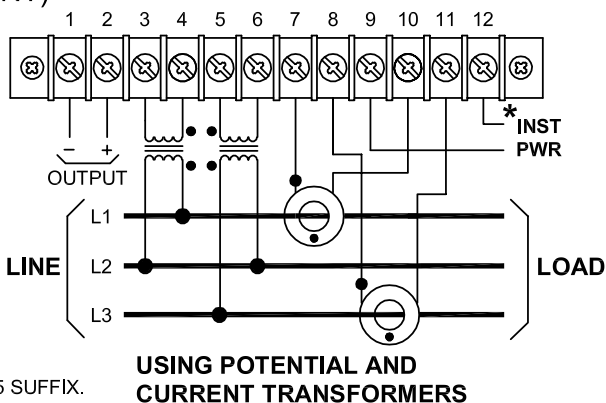 1 2 3 4 5 6 7 8 9 10 11 12
* INST
PWR
− +
OUTPUT
L1
LINE L2 LOAD
L3
USING POTENTIAL AND
5 SUFFIX. CURRENT TRANSFORMERS